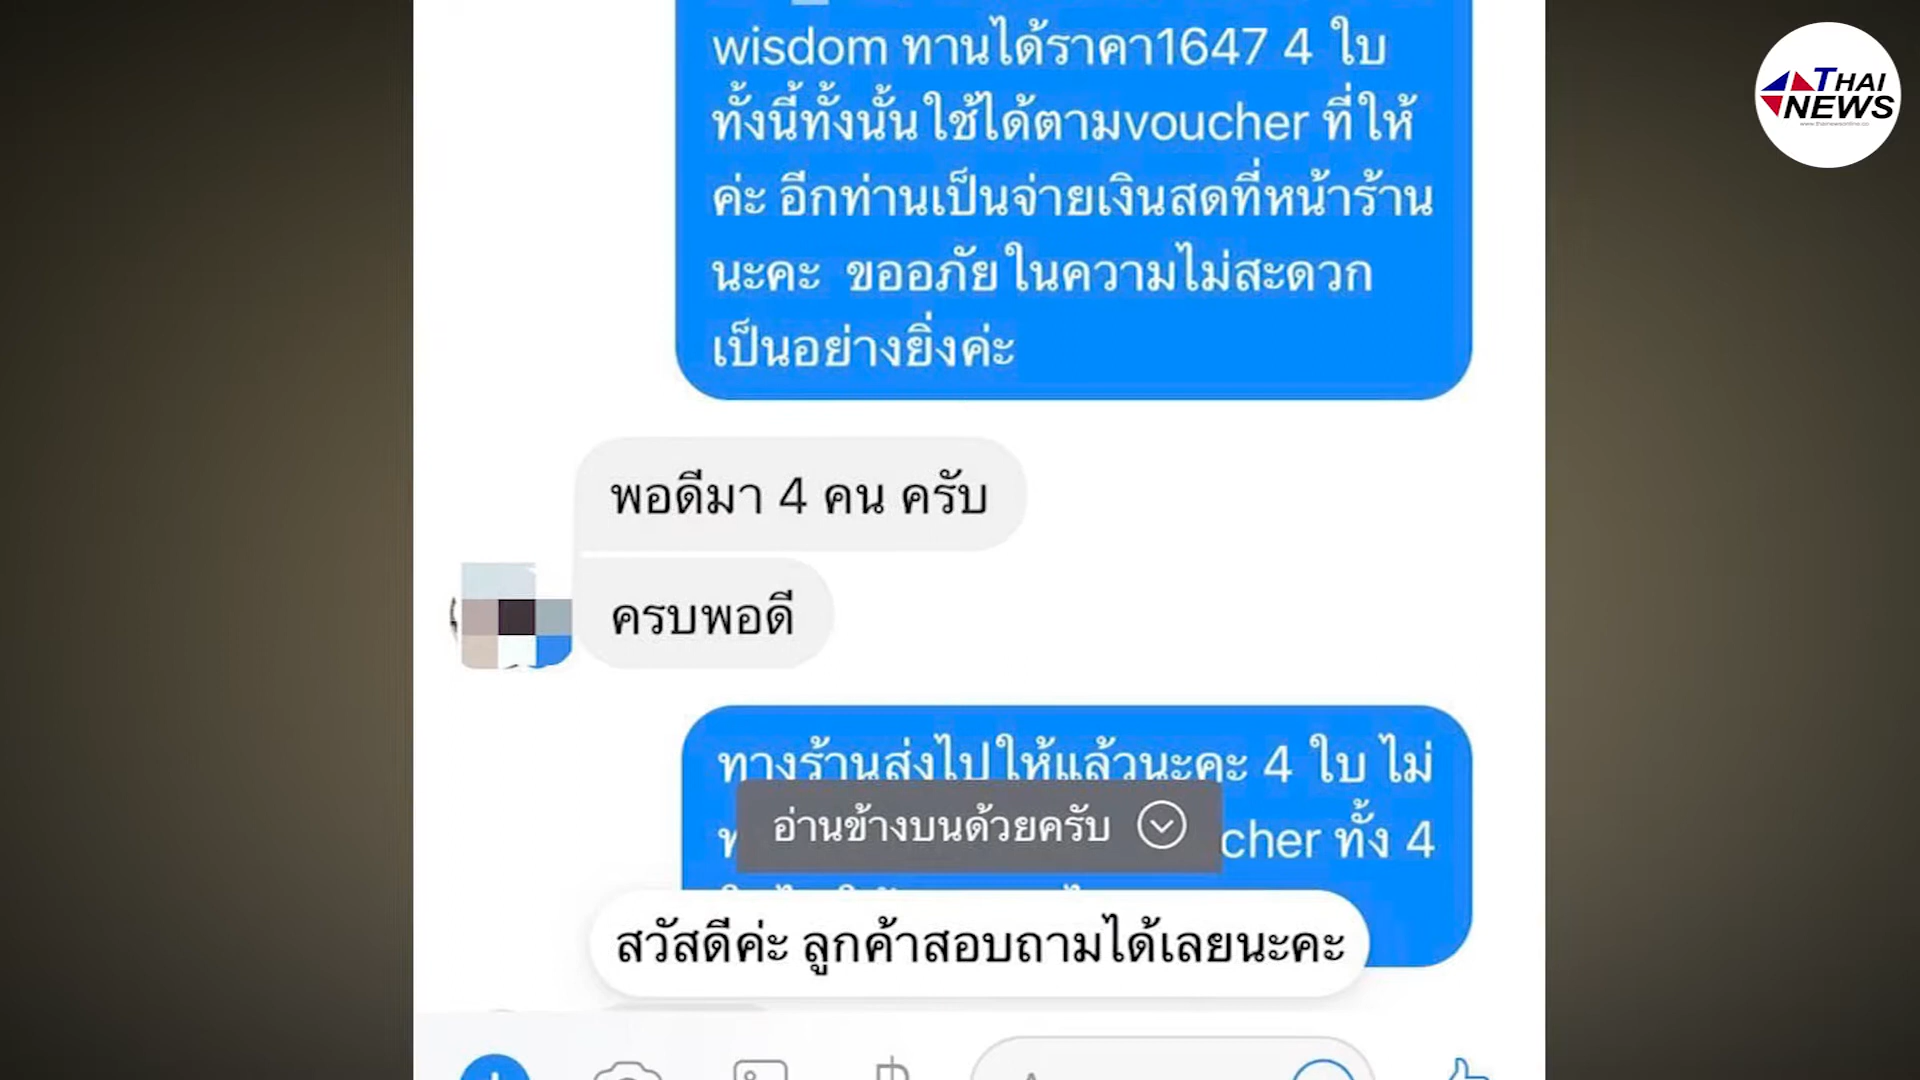 wisdom ทานได้ราคา1647 4 ใบ
ทั้งนี้ทั้งนั้น ใช้ได้ตามvoucher ที่ให้
ค่ะ อีกท่านเป็นจ่ายเงินสดที่หน้าร้าน
นะคะ ขออภัย ในความไม่สะดวก
เป็นอย่างยิ่งค่ะ
พอดีมา 4 คน ครับ
ครบพอดี
ทางร้านส่งไป ให้แล้วนะคะ 4 ใบ ไม่
cher ทั้ง 4
อ่านข้างบนด้วยครับ
สวัสดีค่ะ ลูกค้าสอบถามได้เลยนะคะ
THAI
NEWS